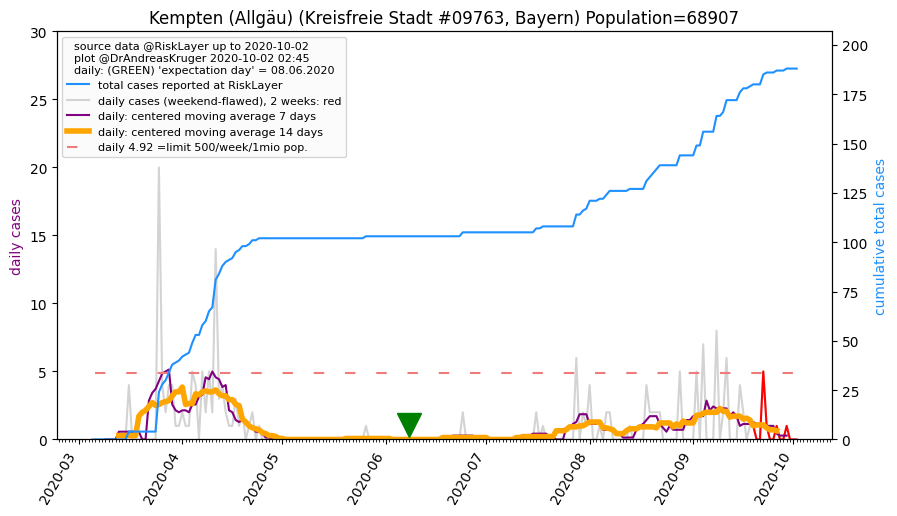 Kempten (Allgäu) (Kreisfreie Stadt #09763, Bayern) Population=68907
source data @RiskLayer up to 2020-10-02
plot @DrAndreasKruger 2020-10-02 02:45
daily: (GREEN) 'expectation day' = 08.06.2020
total cases reported at RiskLayer
daily cases (weekend-flawed), 2 weeks: red
daily: centered moving average 7 days
daily: centered moving average 14 days
daily 4.92 =limit 500/week/1mio pop.
daily cases
30
25
20
15
10
5
0
cumulative total cases
200
175
150
125
100
75
50
25
0
2020-03
2020-04
2020-05
2020-06
2020-07
2020-08
2020-09
2020-10